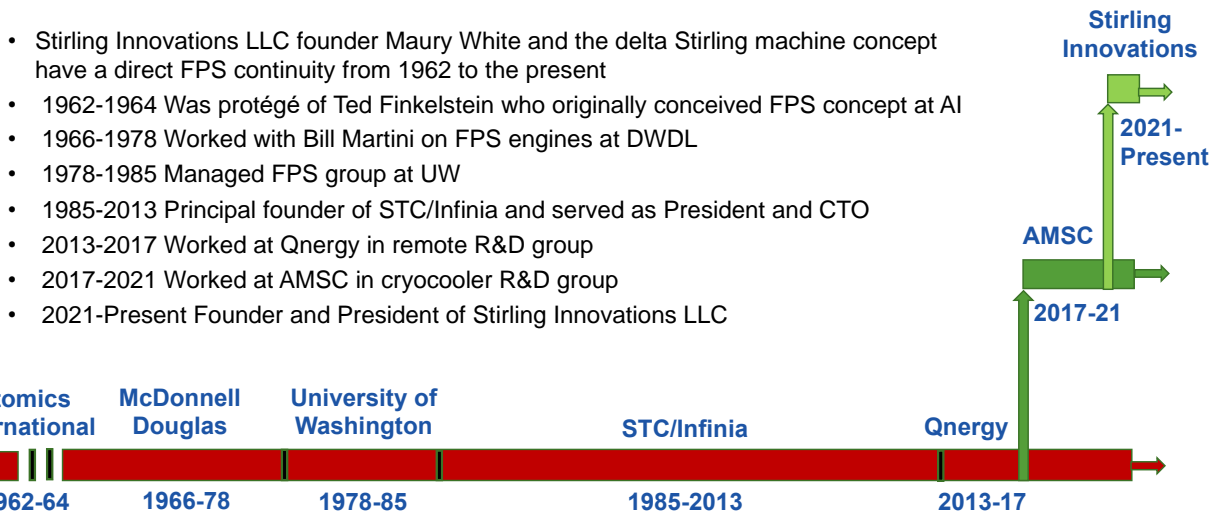 • Stirling Innovations LLC founder Maury White and the delta Stirling machine concept
have a direct FPS continuity from 1962 to the present
• 1962-1964 Was protégé of Ted Finkelstein who originally conceived FPS concept at AI
• 1966-1978 Worked with Bill Martini on FPS engines at DWDL
• 1978-1985 Managed FPS group at UW
• 1985-2013 Principal founder of STC/Infinia and served as President and CTO
• 2013-2017 Worked at Qnergy in remote R&D group
• 2017-2021 Worked at AMSC in cryocooler R&D group
• 2021-Present Founder and President of Stirling Innovations LLC
Stirling
Innovations
2021-
Present
AMSC
2017-21
tomics
rnational
McDonnell
Douglas
University of
Washington
STC/Infinia
Qnergy
962-64
1966-78
1978-85
1985-2013
2013-17